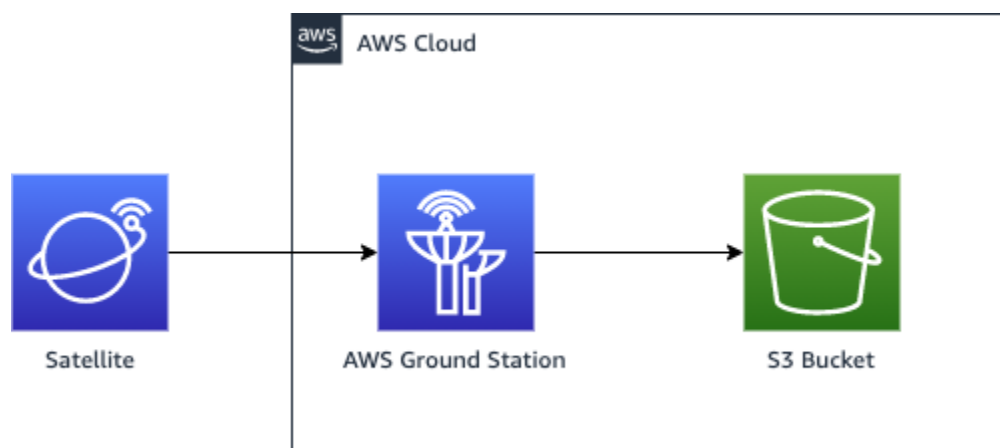 aws
AWS Cloud
Satellite
AWS Ground Station
S3 Bucket